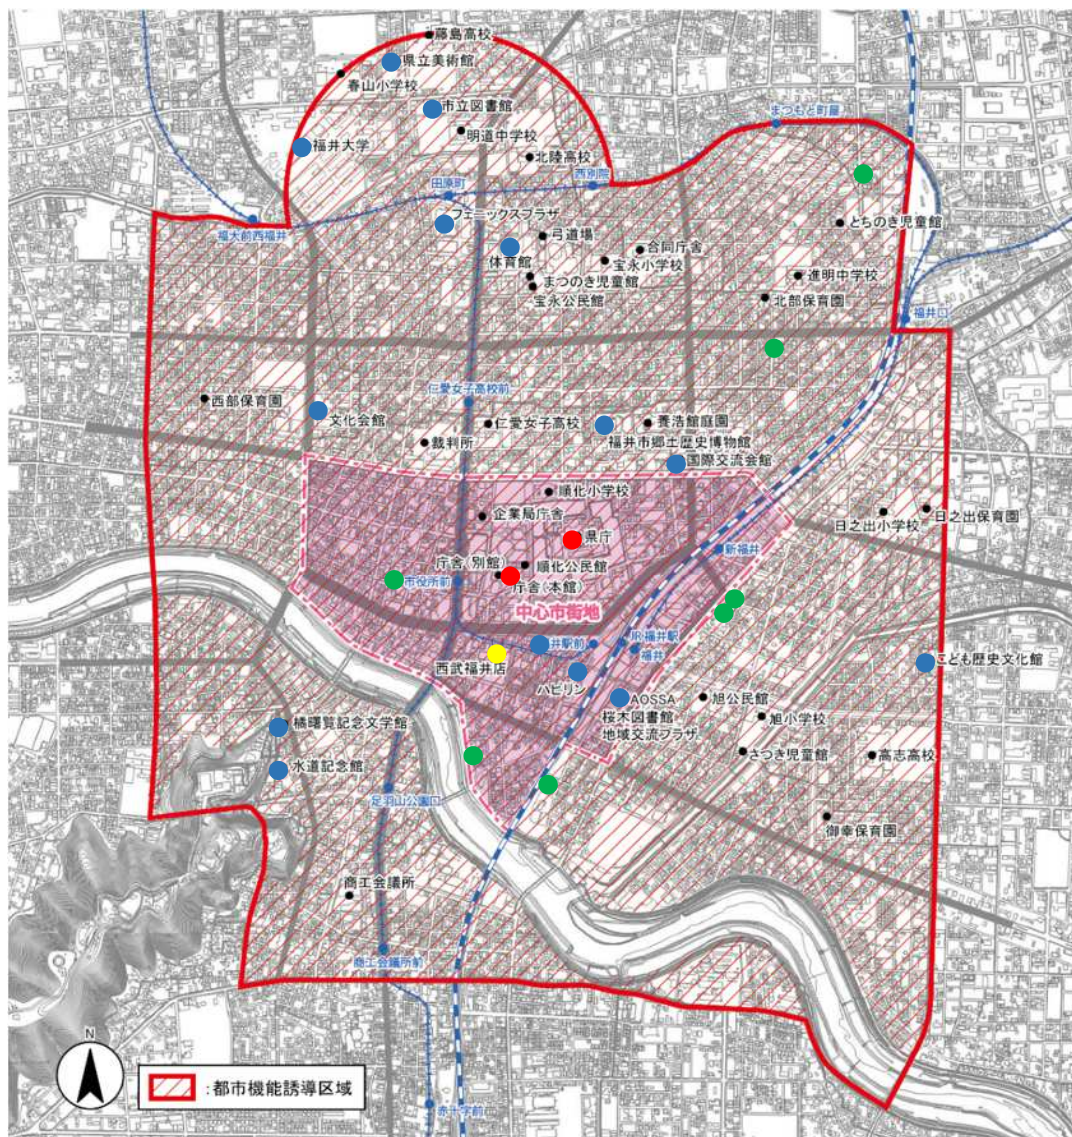 藤島高校
県立美術館
春山小学校
市立図書館
まつもと町屋
明道中学校
福井大学
北陸高校
西別院
田原町
フェニックスプラザ
とちのき児童館
福大前西福井
弓道場
合同庁舎
体育館
宝永小学校
進明中学校
まつのき児童館
宝永公民館
北部保育園
福井口
仁愛女子高校前
西部保育園
文化会館
仁愛女子高校
養浩館庭園
裁判所
福井市郷土歴史博物館
国際交流会館
順化小学校
企業局庁舎
日之出小学校
日之出保育園
県庁
新福井
庁舎(別館)
順化公民館
市役所前
庁舎(本館)
中心市街地
井駅前
JR福井駅
福井
西武福井店
こども歴史文化館
ハピリン
AOSSA
桜木図書館
地域交流プラザ
旭公民館
旭小学校
橘曙覧記念文学館
さつき児童館
高志高校
水道記念館
足羽山公園口
御幸保育園
商工会議所
商工会議所前
N
:都市機能誘導区域
赤十字前